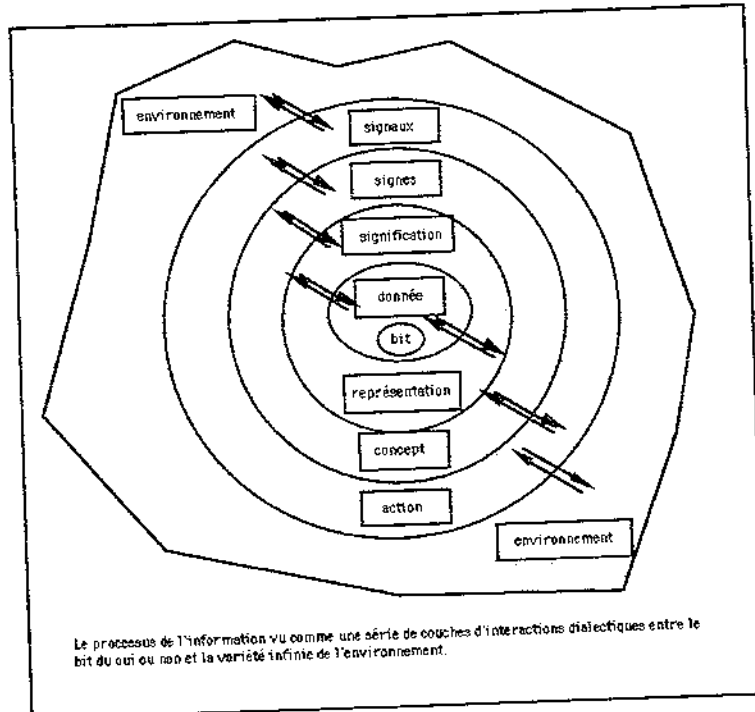 environnement
signaux
signes
signification
donnée
bit
représentation
concept
action
environnement
Le processus de l'information vu comme une série de couches d'interactions dialectiques entre le
bit du oui ou non et la variété infinie de l'environnement.